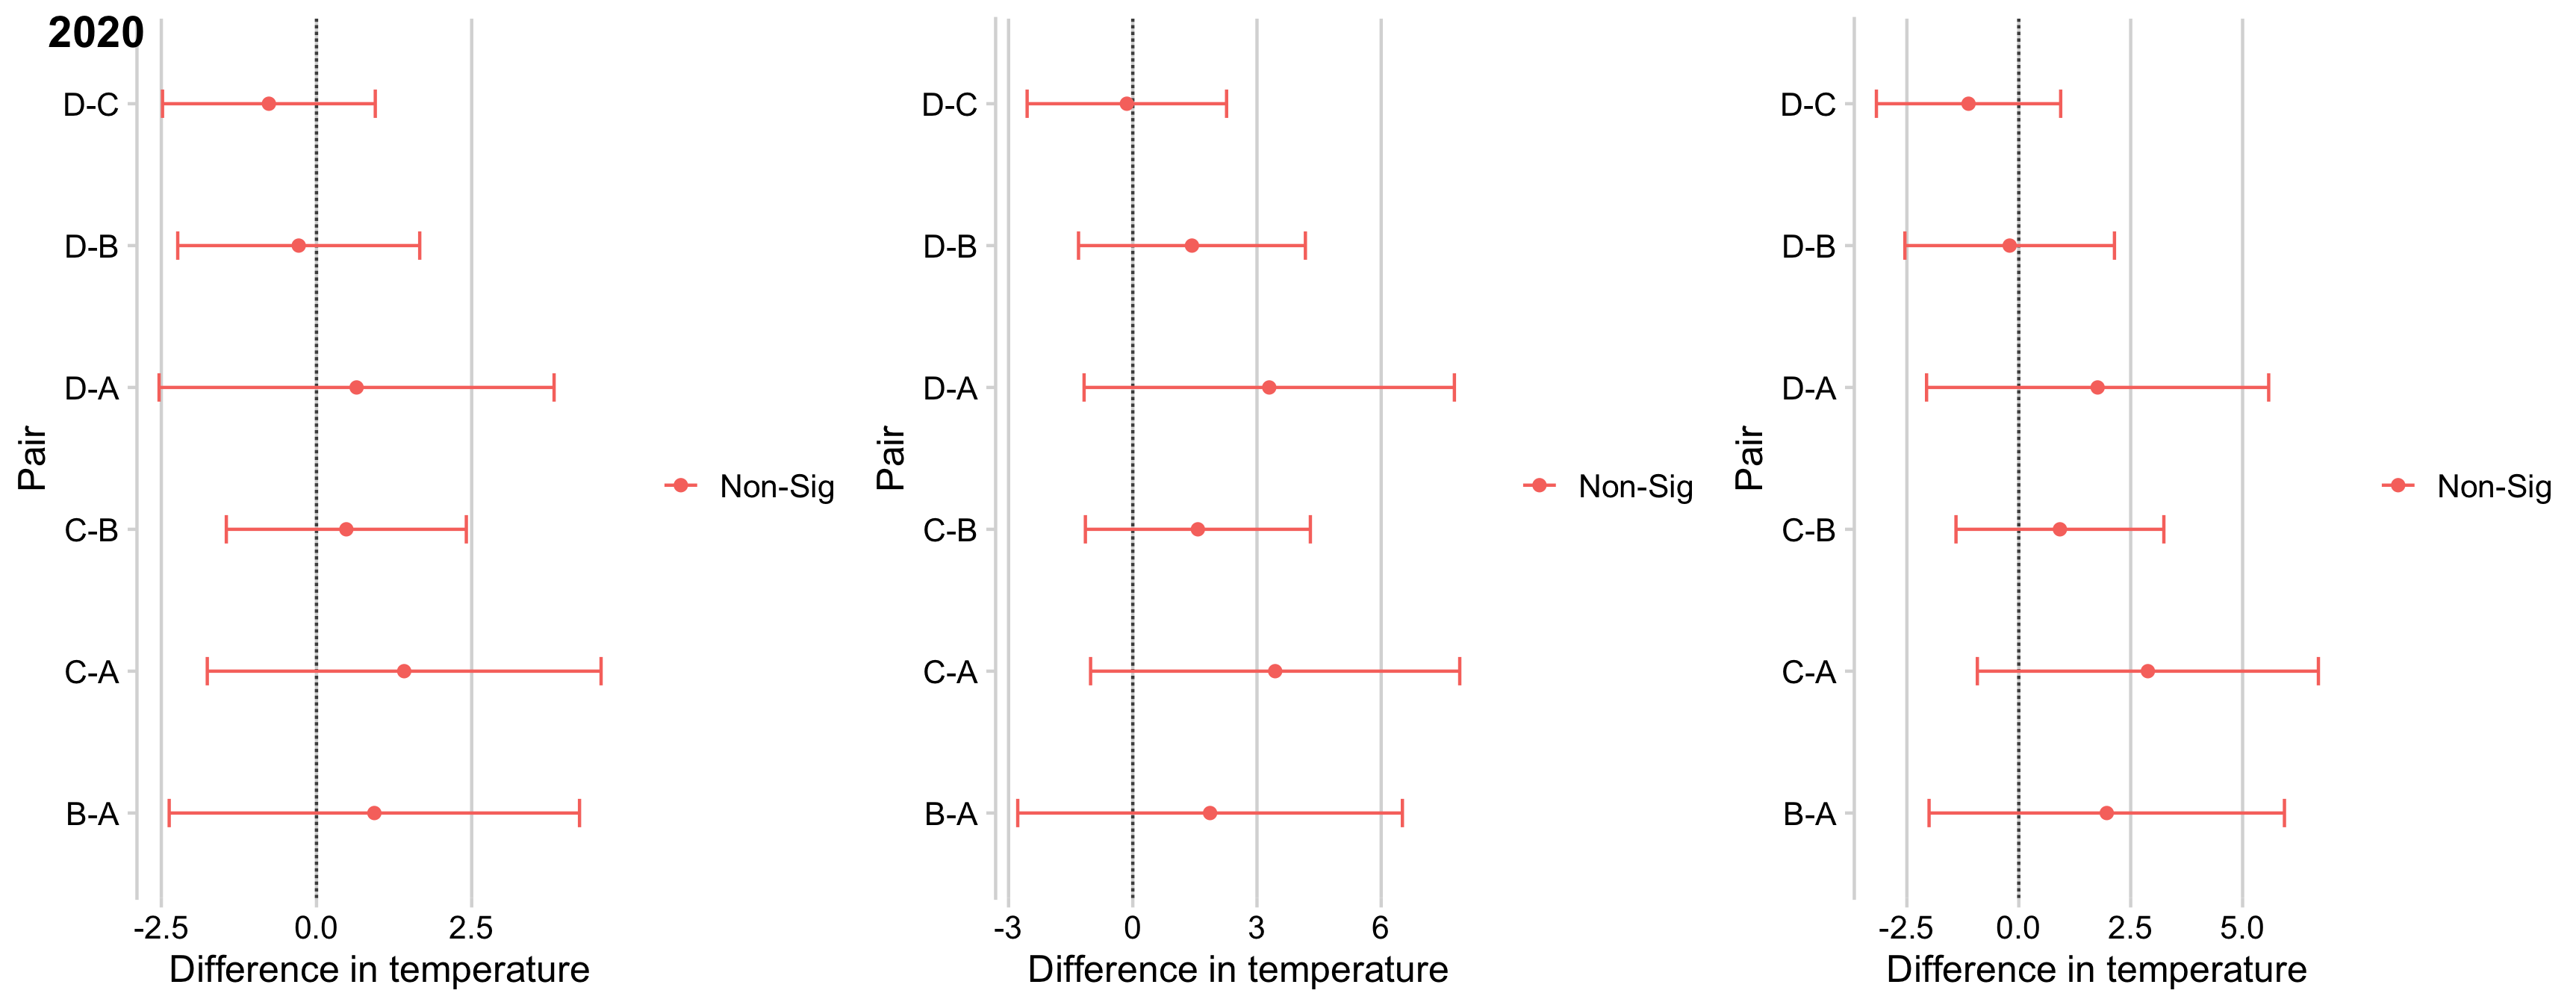 2020
D-C
D-B
D-A
C-B
C-A
B-A
Pair
-2.5 0.0 2.5
Difference in temperature
Non-Sig
D-C
D-B
D-A
C-B
C-A
B-A
Pair
-3 0 3 6
Difference in temperature
Non-Sig
D-C
D-B
D-A
C-B
C-A
B-A
Pair
-2.5 0.0 2.5 5.0
Difference in temperature
Non-Sig